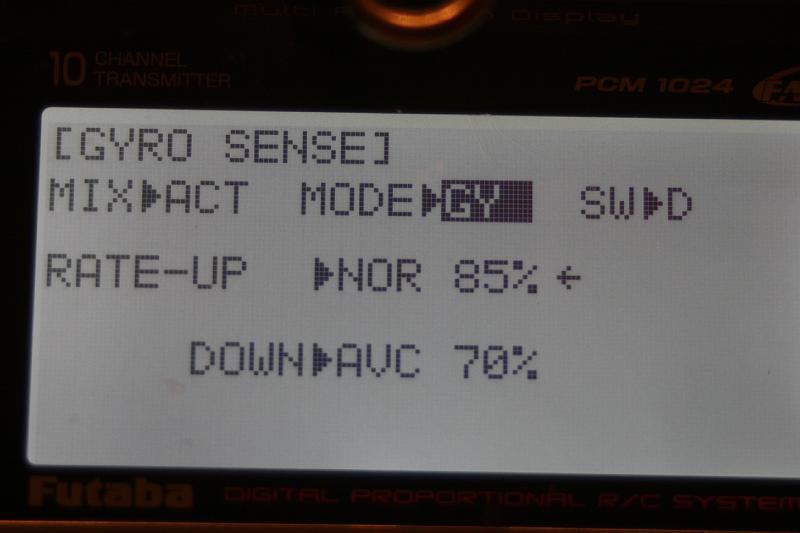 Display
10 CHANNEL
TRANSMITTER
PCM 1024
[GYRO SENSE]
MIX▶ACT MODE▶GY SW▶D
RATE-UP ▶NOR 85% ←
DOWN▶AVC 70%
Futaba DIGITAL PROPORTIONAL R/C SYSTEM